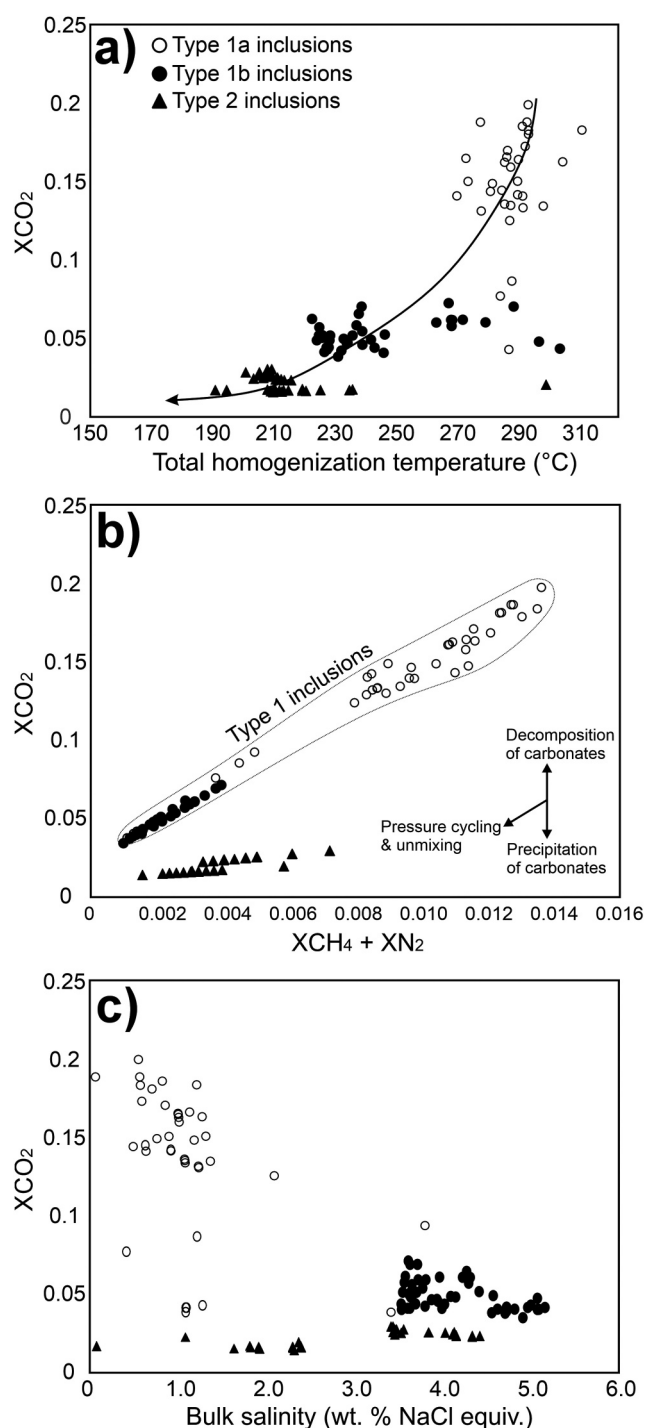 a)
Type 1a inclusions
Type 1b inclusions
Type 2 inclusions
0.25
0.2
0.15
0.1
0.050
0
XCO₂
150 170 190 210 230 250 270 290 310
Total homogenization temperature (°C)
b)
0.25
0.2
0.15
0.1
0.05
0
XCO₂
Type 1 inclusions
Decomposition
of carbonates
Pressure cycling
& unmixing
Precipitation
of carbonates
0 0.002 0.004 0.006 0.008 0.010 0.012 0.014 0.016
XCH₄ + XN₂
c)
0.25
0.2
0.15
0.1
0.05
0
XCO₂
0 1.0 2.0 3.0 4.0 5.0 6.0
Bulk salinity (wt. % NaCl equiv.)